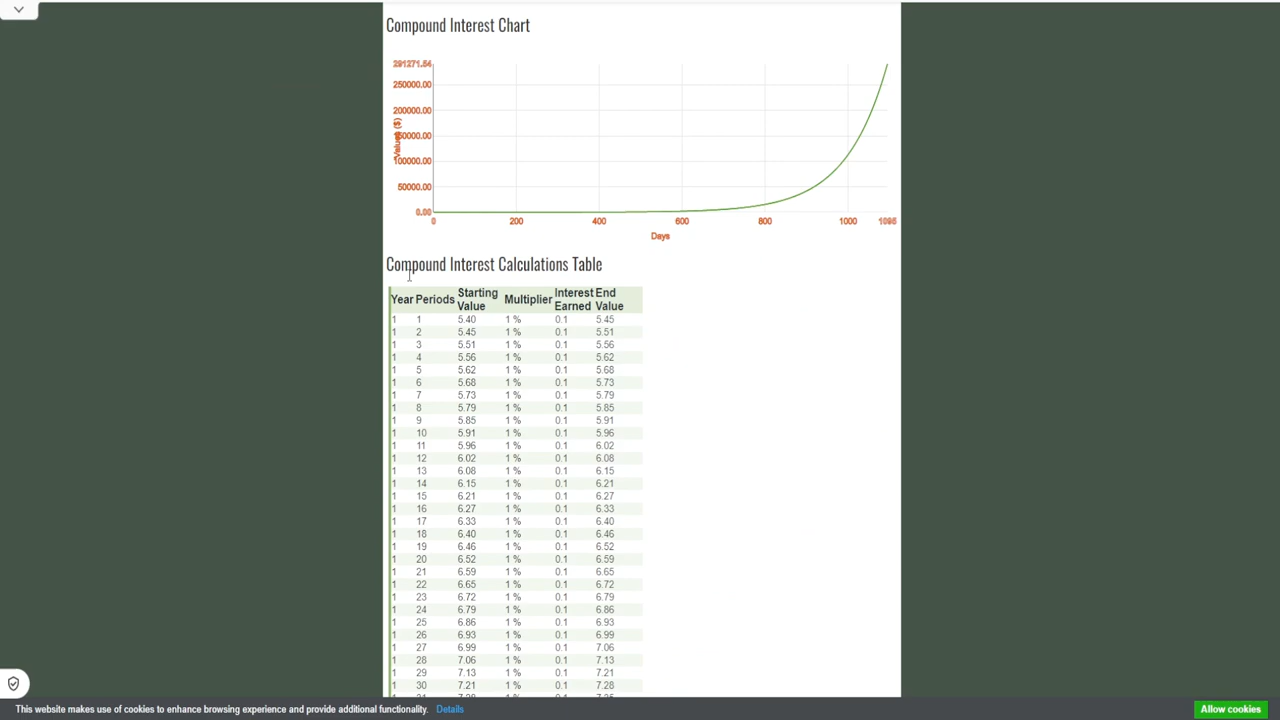 Compound Interest Chart
291271.54
250000.00
200000.00
150000.00
100000.00
50000.00
0.00
Values ($)
0 200 400 600 800 1000 1095
Days
Compound Interest Calculations Table
Year Periods Starting Value Multiplier Interest Earned End Value
1 1 5.40 1 % 0.1 5.45
1 2 5.45 1 % 0.1 5.51
1 3 5.51 1 % 0.1 5.56
1 4 5.56 1 % 0.1 5.62
1 5 5.62 1 % 0.1 5.68
1 6 5.68 1 % 0.1 5.73
1 7 5.73 1 % 0.1 5.79
1 8 5.79 1 % 0.1 5.85
1 9 5.85 1 % 0.1 5.91
1 10 5.91 1 % 0.1 5.96
1 11 5.96 1 % 0.1 6.02
1 12 6.02 1 % 0.1 6.08
1 13 6.08 1 % 0.1 6.15
1 14 6.15 1 % 0.1 6.21
1 15 6.21 1 % 0.1 6.27
1 16 6.27 1 % 0.1 6.33
1 17 6.33 1 % 0.1 6.40
1 18 6.40 1 % 0.1 6.46
1 19 6.46 1 % 0.1 6.52
1 20 6.52 1 % 0.1 6.59
1 21 6.59 1 % 0.1 6.65
1 22 6.65 1 % 0.1 6.72
1 23 6.72 1 % 0.1 6.79
1 24 6.79 1 % 0.1 6.86
1 25 6.86 1 % 0.1 6.93
1 26 6.93 1 % 0.1 6.99
1 27 6.99 1 % 0.1 7.06
1 28 7.06 1 % 0.1 7.13
1 29 7.13 1 % 0.1 7.21
1 30 7.21 1 % 0.1 7.28
This website makes use of cookies to enhance browsing experience and provide additional functionality. Details
Allow cookies